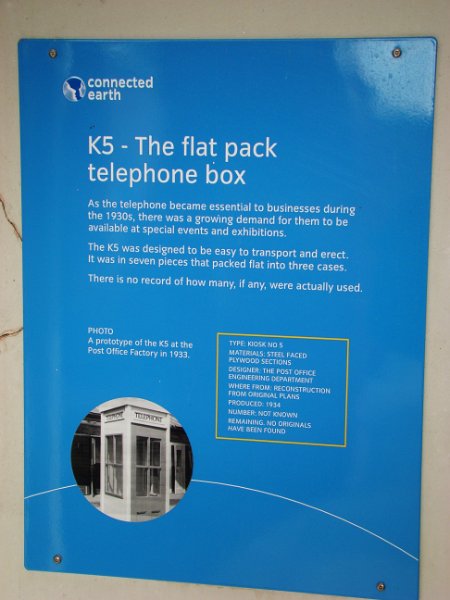 connected
earth
K5 - The flat pack
telephone box
As the telephone became essential to businesses during
the 1930s, there was a growing demand for them to be
available at special events and exhibitions.
The K5 was designed to be easy to transport and erect.
It was in seven pieces that packed flat into three cases.
There is no record of how many, if any, were actually used.
PHOTO
A prototype of the K5 at the
Post Office Factory in 1933.
TYPE: KIOSK NO 5
MATERIALS: STEEL FACED
PLYWOOD SECTIONS
DESIGNER: THE POST OFFICE
ENGINEERING DEPARTMENT
WHERE FROM: RECONSTRUCTION
FROM ORIGINAL PLANS
PRODUCED: 1934
NUMBER: NOT KNOWN
REMAINING: NO ORIGINALS
HAVE BEEN FOUND
TELEPHONE
TELEPHONE